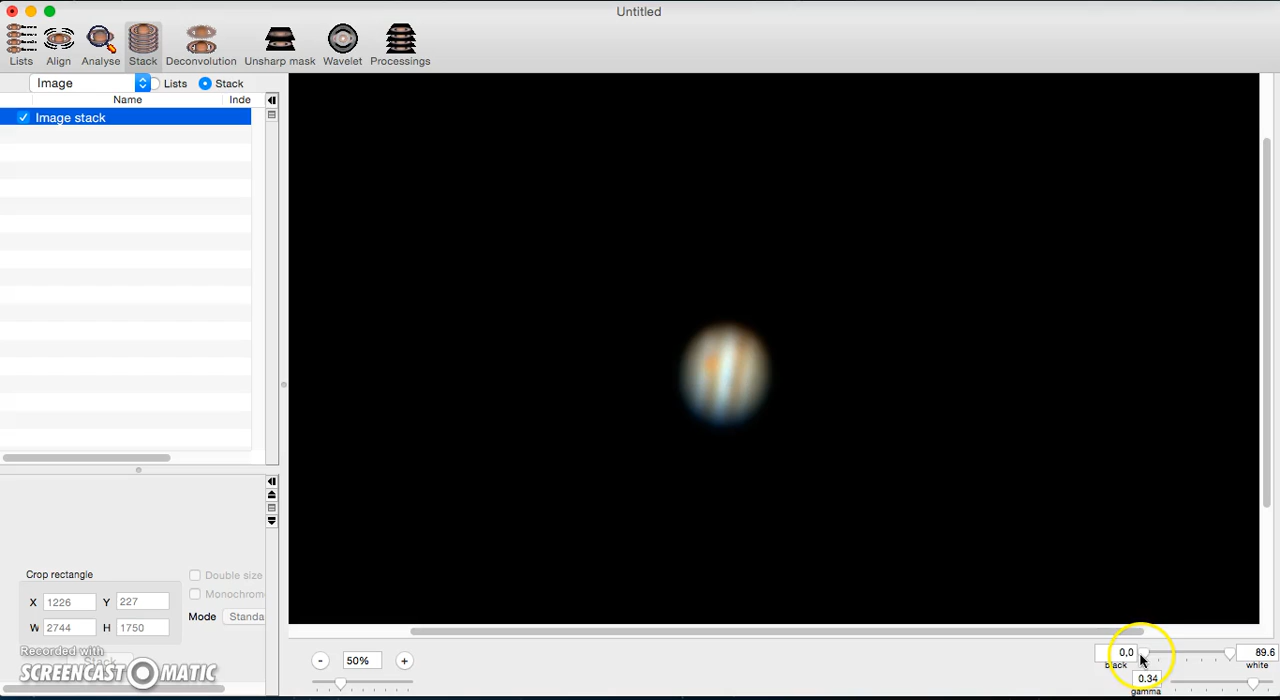 Untitled
Lists Align Analyse Stack Deconvolution Unsharp mask Wavelet Processings
Image Lists Stack
Name Inde
Image stack
Crop rectangle Double size
X 1226 Y 227 Monochrom
W 2744 H 1750 Mode Standa
Recorded with
SCREENCAST MATIC
- 50% +
0,0 89.6
black white
0.34
gamma